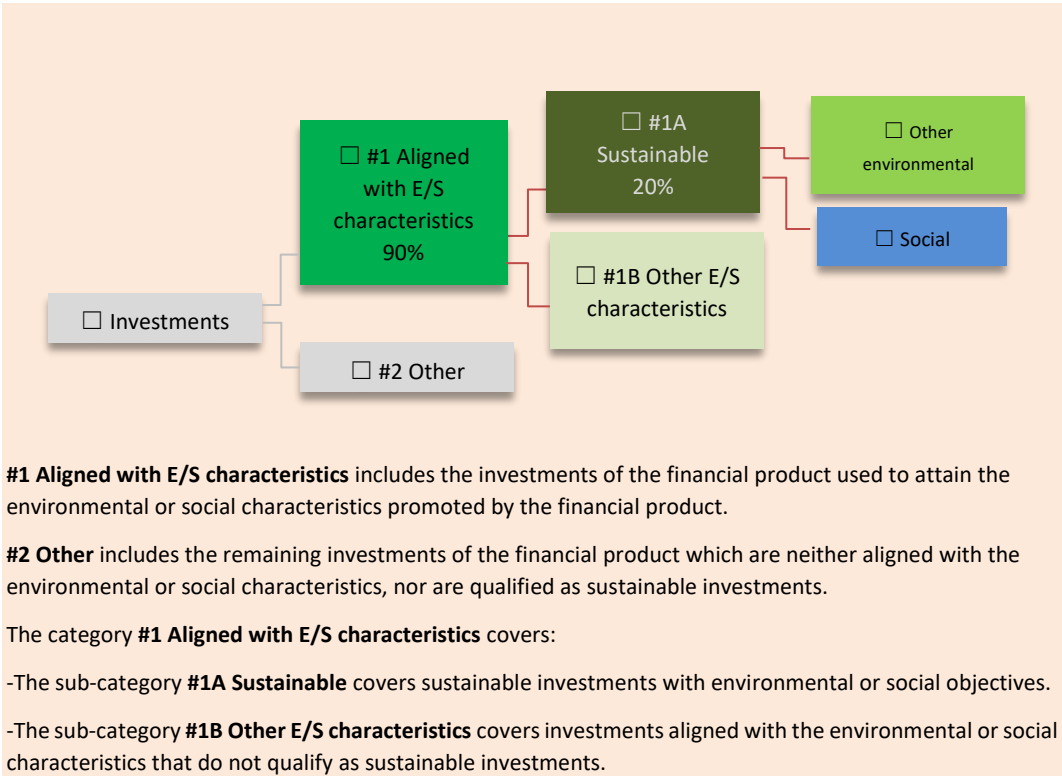 ☐ #1A
Sustainable
20%
☐ Other
environmental
☐ #1 Aligned
with E/S
characteristics
90%
☐ Social
☐ #1B Other E/S
characteristics
☐ Investments
☐ #2 Other
#1 Aligned with E/S characteristics includes the investments of the financial product used to attain the
environmental or social characteristics promoted by the financial product.
#2 Other includes the remaining investments of the financial product which are neither aligned with the
environmental or social characteristics, nor are qualified as sustainable investments.
The category #1 Aligned with E/S characteristics covers:
-The sub-category #1A Sustainable covers sustainable investments with environmental or social objectives.
-The sub-category #1B Other E/S characteristics covers investments aligned with the environmental or social
characteristics that do not qualify as sustainable investments.